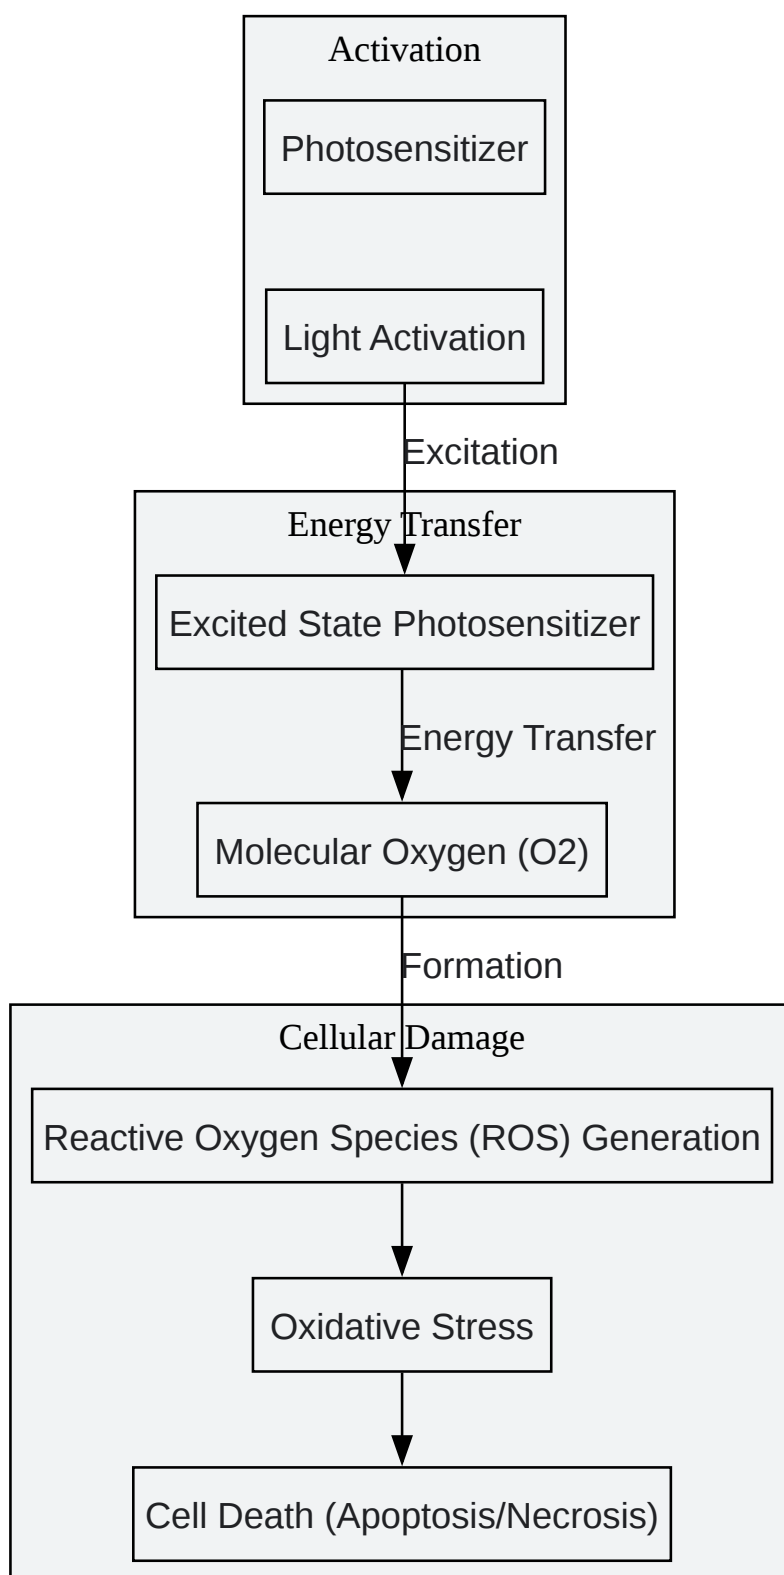 Activation
Photosensitizer
Light Activation
Excitation
Energy Transfer
Excited State Photosensitizer
Energy Transfer
Molecular Oxygen (O2)
Formation
Cellular Damage
Reactive Oxygen Species (ROS) Generation
Oxidative Stress
Cell Death (Apoptosis/Necrosis)